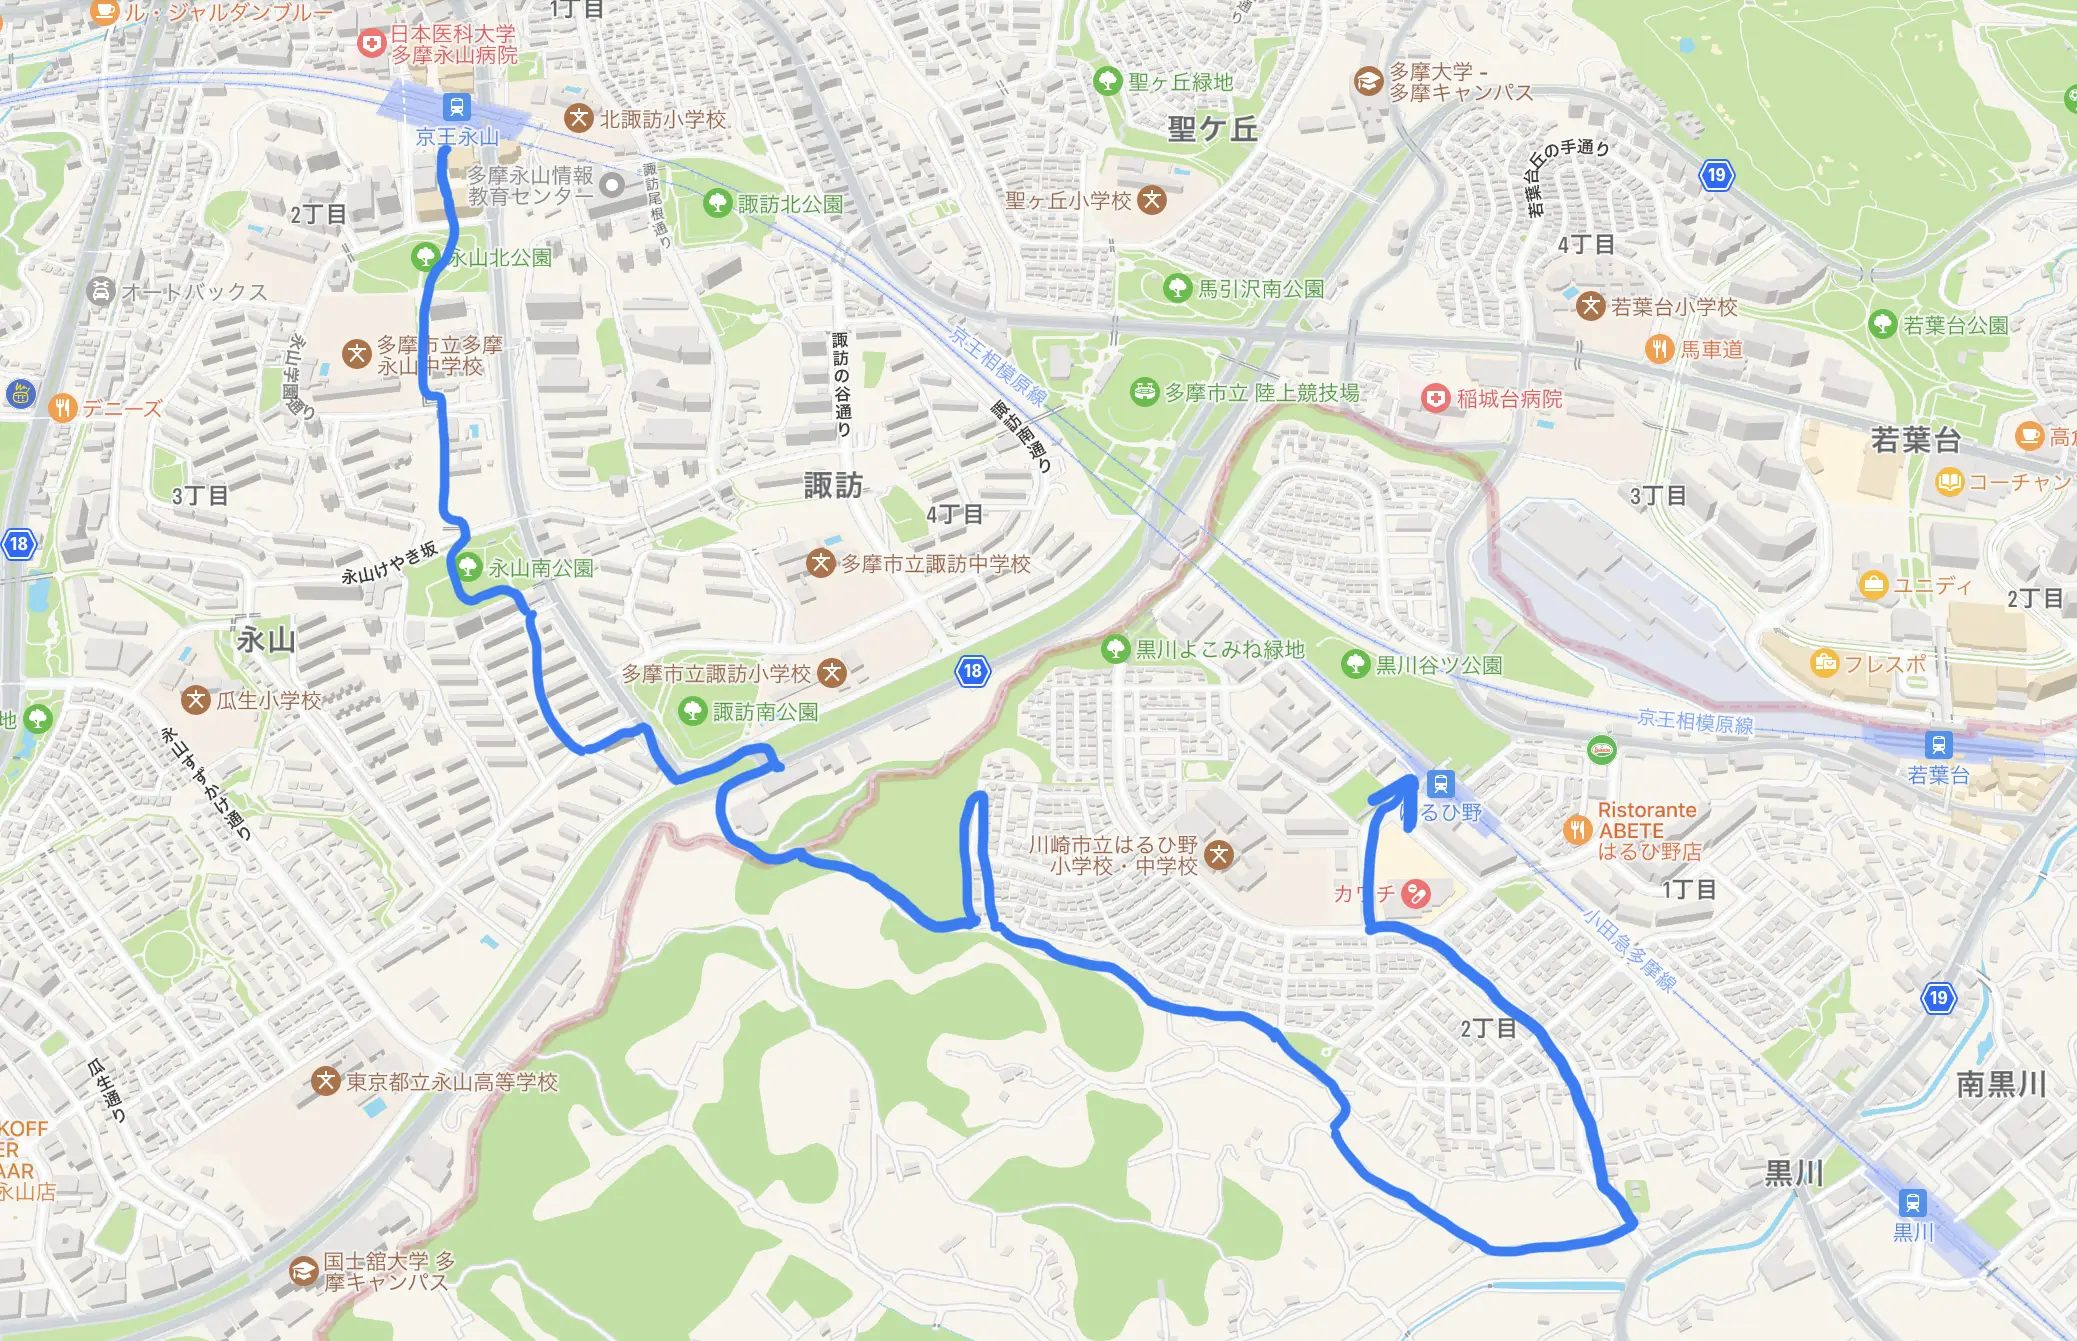 ル・ジャルダンブルー
1丁目
日本医科大学
多摩永山病院
聖ヶ丘緑地
多摩大学 -
多摩キャンパス
京王永山
北諏訪小学校
聖ケ丘
若葉台丘の手通り
19
多摩永山情報
教育センター
諏訪尾根通り
諏訪北公園
聖ヶ丘小学校
2丁目
永山北公園
4丁目
オートバックス
馬引沢南公園
若葉台小学校
若葉台公園
永山学園通り
多摩市立多摩
永山中学校
諏訪の谷通り
京王相模原線
馬車道
デニーズ
諏訪南通り
多摩市立 陸上競技場
稲城台病院
若葉台
高倉
コーチャン
3丁目
諏訪
4丁目
3丁目
18
永山けやき坂
永山南公園
多摩市立諏訪中学校
ユニディ
2丁目
永山
黒川よこみね緑地
黒川谷ツ公園
フレスポ
瓜生小学校
多摩市立諏訪小学校
18
諏訪南公園
地
京王相模原線
若葉台
永山すずかけ通り
はるひ野
Ristorante
ABETE
はるひ野店
川崎市立はるひ野
小学校・中学校
カワチ
1丁目
小田急多摩線
19
2丁目
瓜生通り
東京都立永山高等学校
南黒川
KOFF
ER
AAR
永山店
黒川
黒川
国士舘大学 多
摩キャンパス